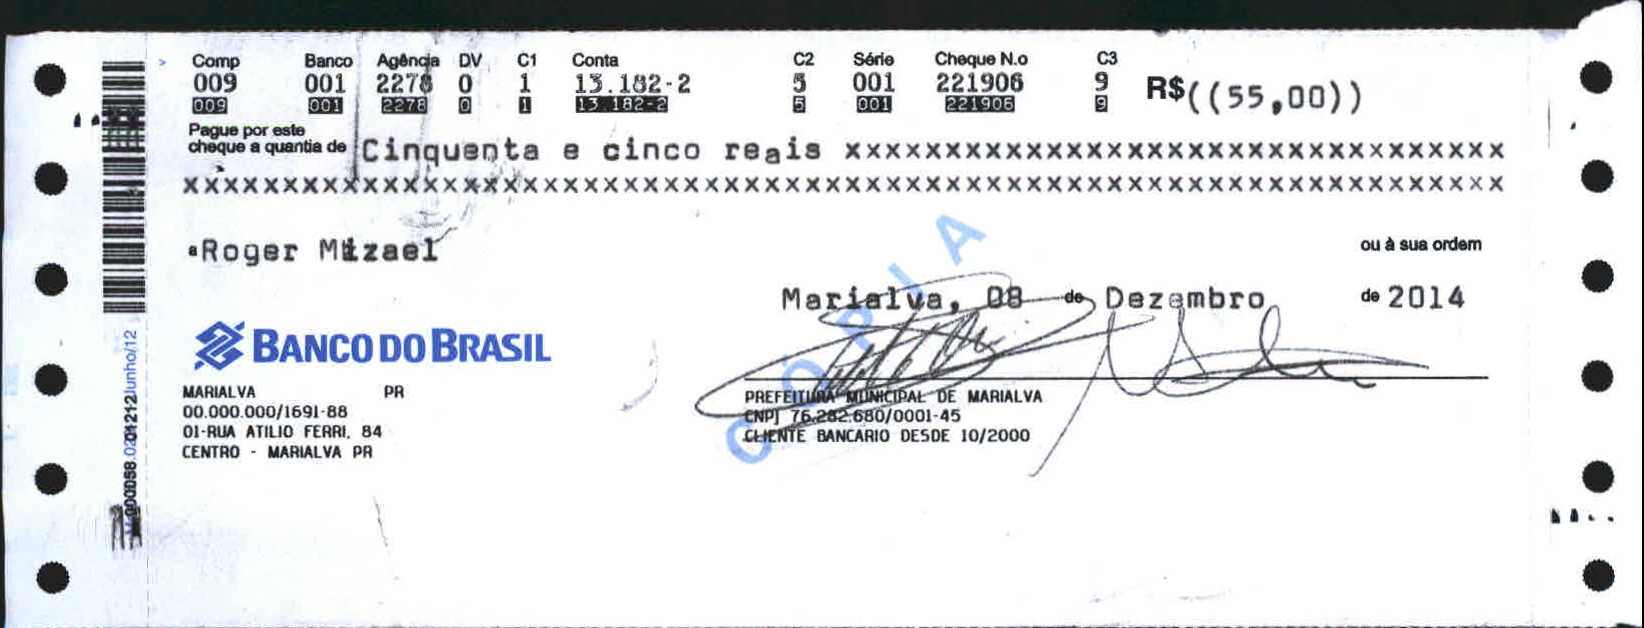 Comp Banco Agência DV C1 Conta C2 Série Cheque N.o C3
009 001 2278 0 1 13.182-2 5 001 221906 9 R$((55,00))
009 001 2278 0 1 13.182-2 5 001 221906 9
Pague por este
cheque a quantia de Cinquenta e cinco reais xxxxxxxxxxxxxxxxxxxxxxxxxxxxxxxxx
xxxxxxxxxxxxxxxxxxxxxxxxxxxxxxxxxxxxxxxxxxxxxxxxxxxxxxxxxxxxxxxxxx
a Roger Mizael ou à sua ordem
Marialva, 08 de Dezembro de 2014
BANCO DO BRASIL
MARIALVA PR
00.000.000/1691-88
01-RUA ATILIO FERRI, 84
CENTRO - MARIALVA PR
PREFEITURA MUNICIPAL DE MARIALVA
CNPJ 76.282.680/0001-45
CLIENTE BANCARIO DESDE 10/2000
CÓPIA
Junho/12